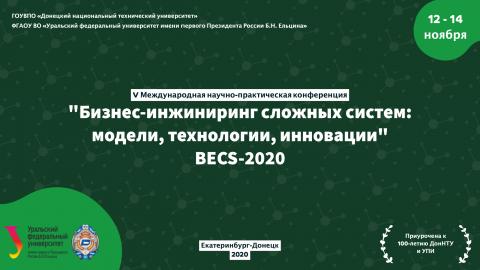 ГОУВПО «Донецкий национальный технический университет»
ФГАОУ ВО «Уральский федеральный университет имени первого Президента России Б.Н. Ельцина»
12 - 14
ноября
V Международная научно-практическая конференция
"Бизнес-инжиниринг сложных систем:
модели, технологии, инновации"
BECS-2020
Уральский
федеральный
университет
Екатеринбург-Донецк
2020
Приурочена к
100-летию ДонНТУ
и УПИ